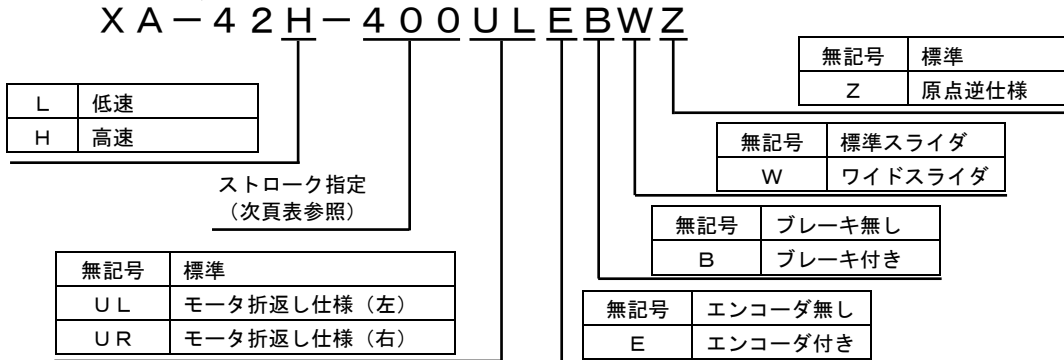 XA-42H-400ULEBWZ
無記号 標準
Z 原点逆仕様
L 低速
H 高速
無記号 標準スライダ
W ワイドスライダ
ストローク指定
(次頁表参照)
無記号 ブレーキ無し
B ブレーキ付き
無記号 標準
UL モータ折返し仕様(左)
UR モータ折返し仕様(右)
無記号 エンコーダ無し
E エンコーダ付き